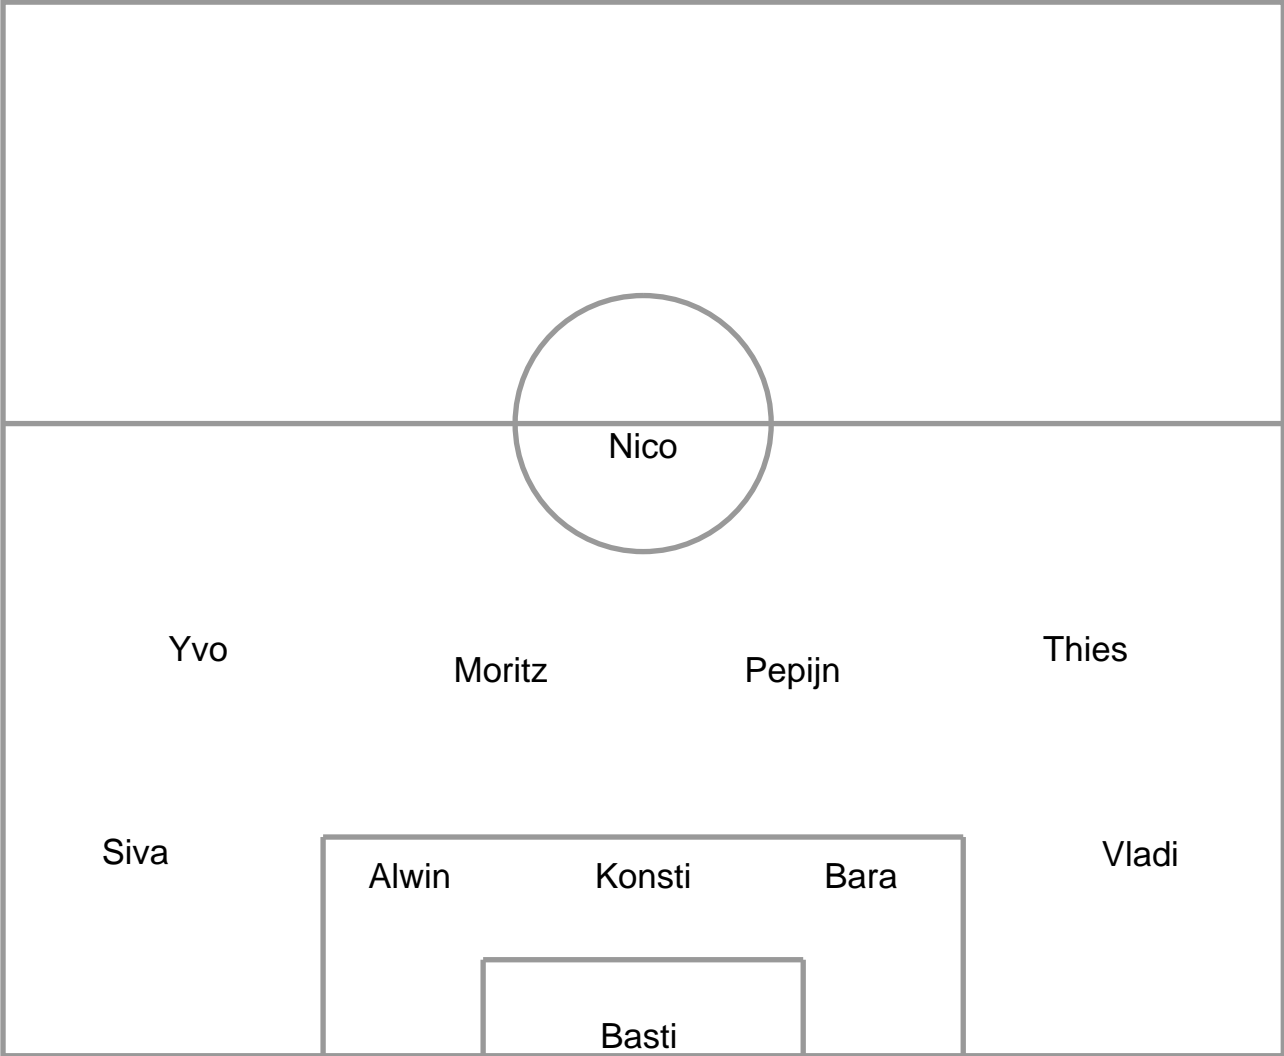 Nico
Yvo
Moritz
Pepijn
Thies
Siva
Alwin
Konsti
Bara
Vladi
Basti